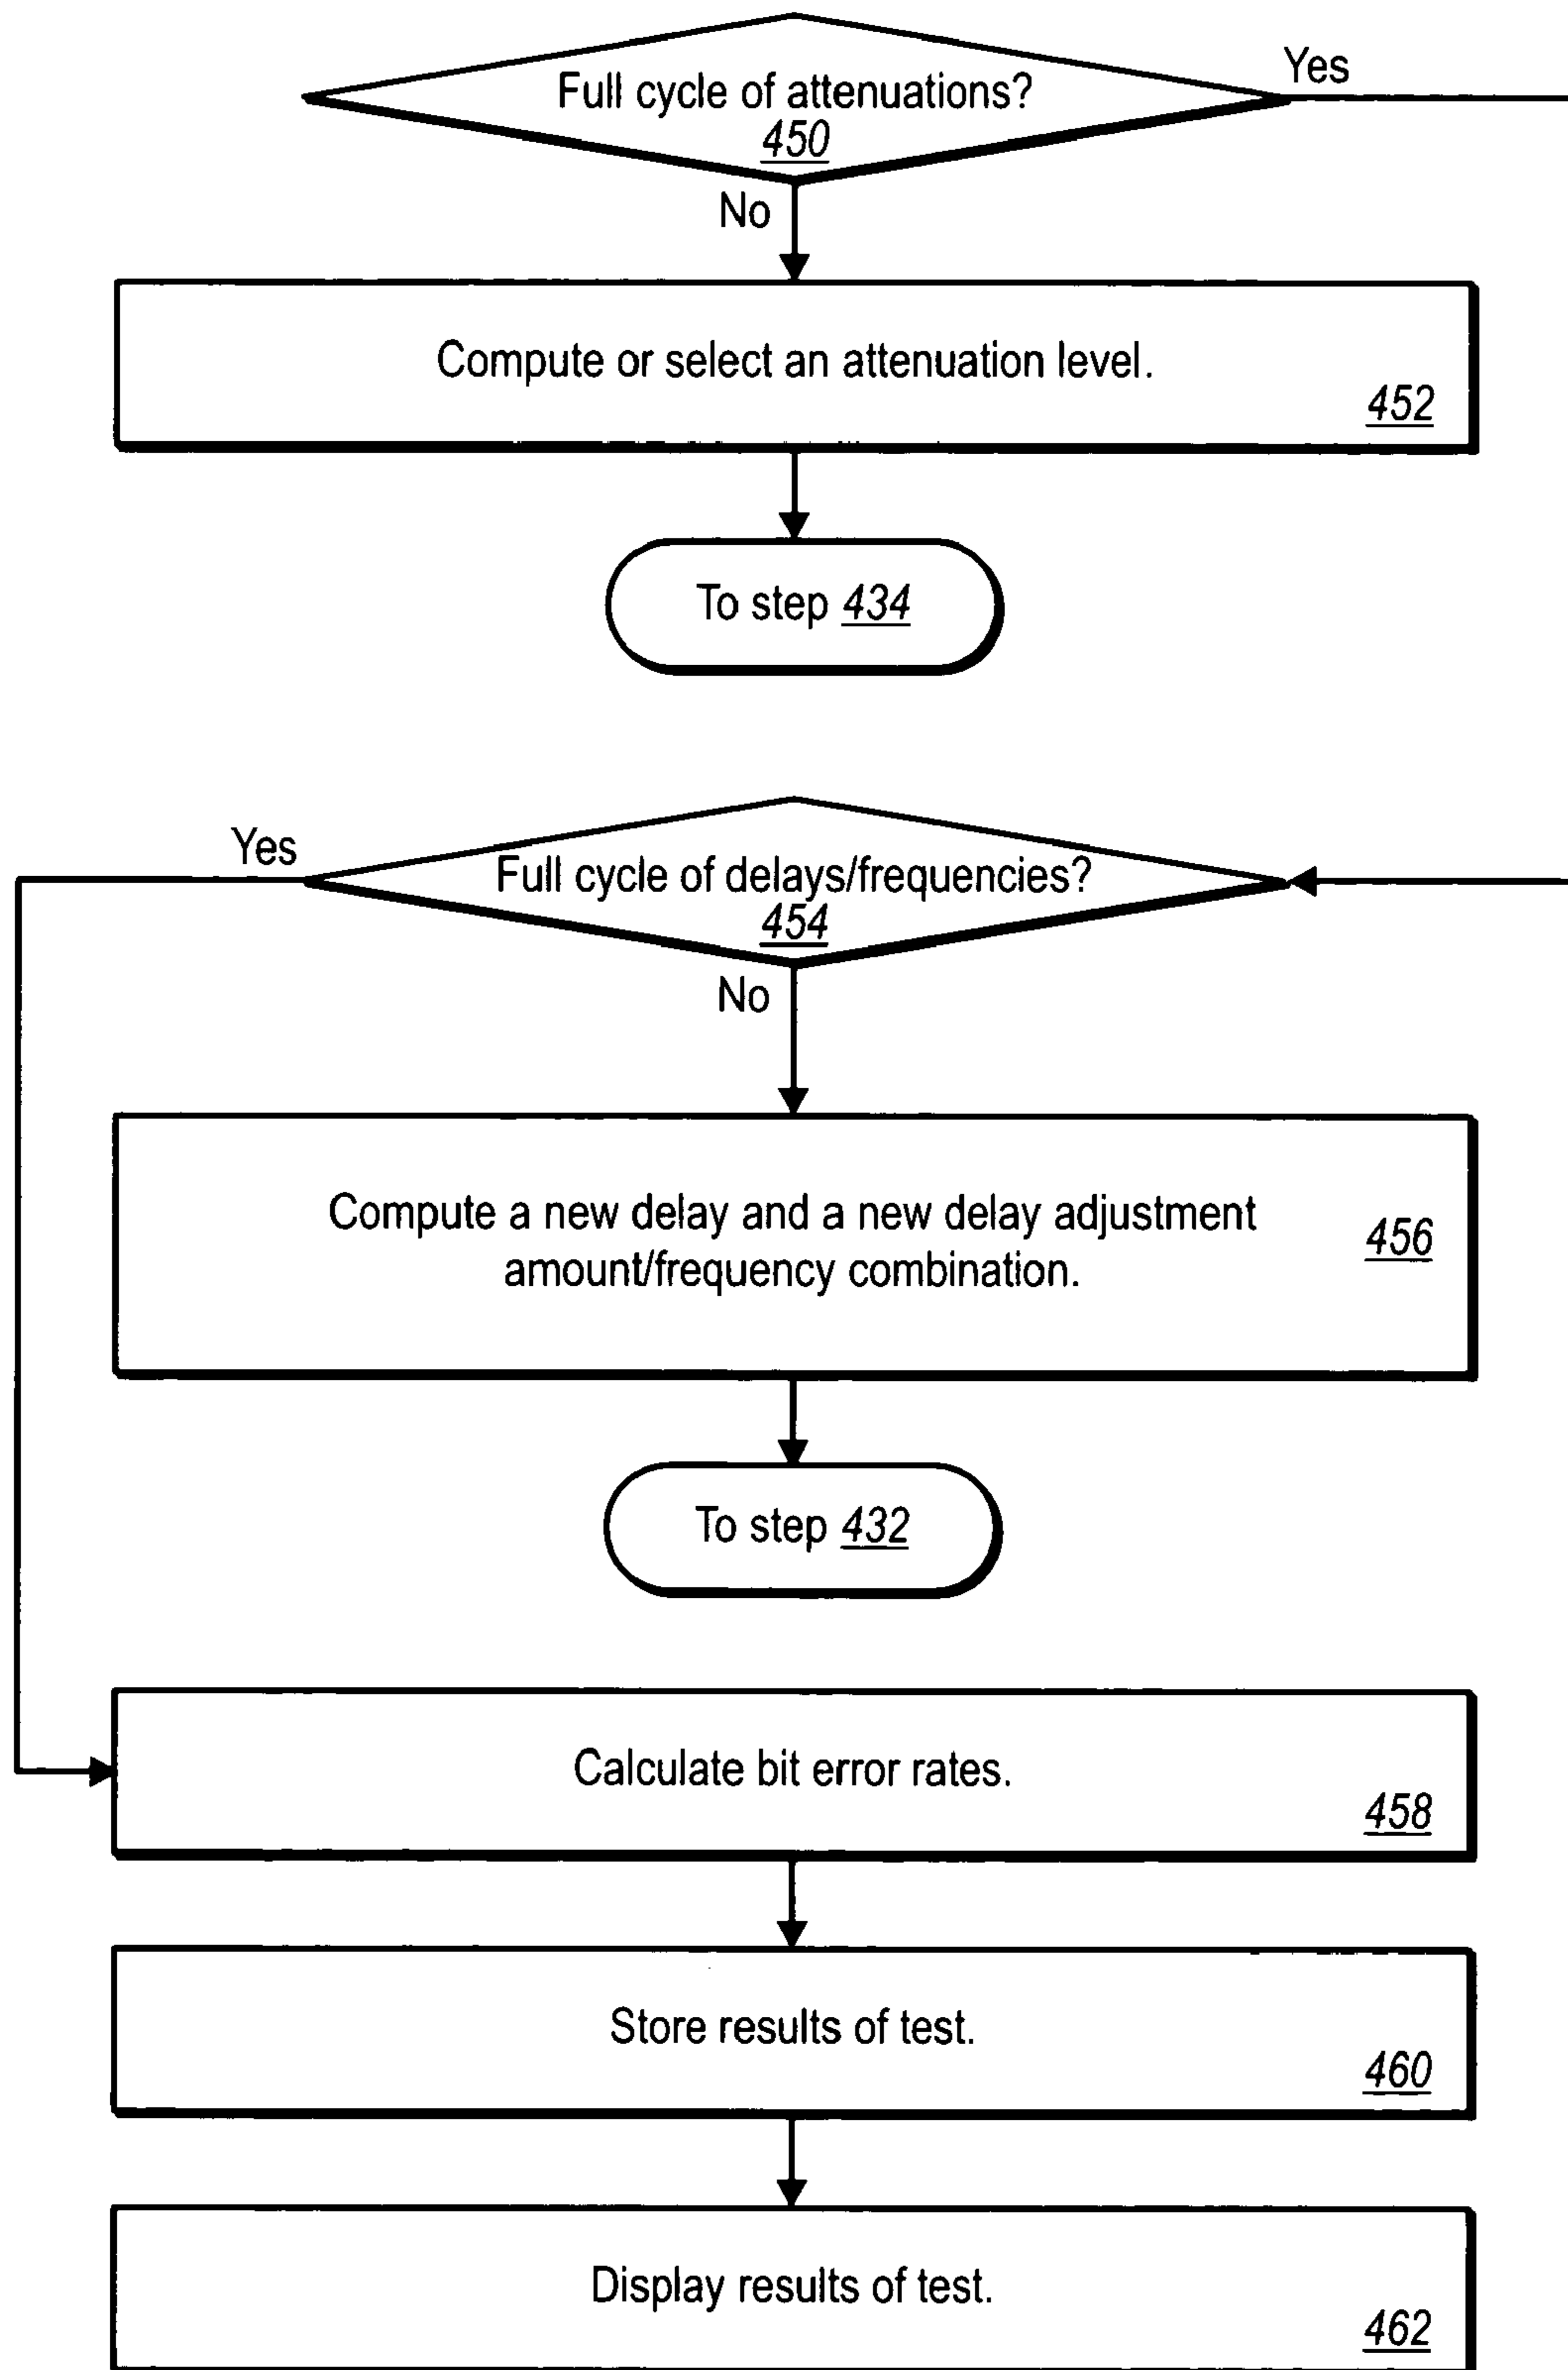 Full cycle of attenuations?
450
Yes
No
Compute or select an attenuation level.
452
To step 434
Yes
Full cycle of delays/frequencies?
454
No
Compute a new delay and a new delay adjustment
amount/frequency combination.
456
To step 432
Calculate bit error rates.
458
Store results of test.
460
Display results of test.
462